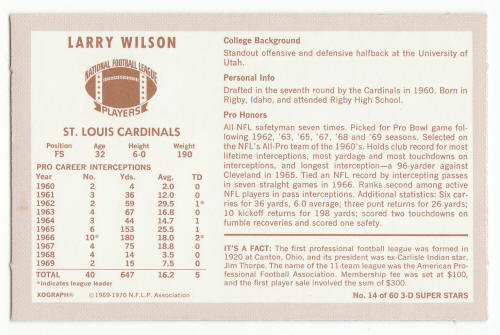 LARRY WILSON
NATIONAL FOOTBALL LEAGUE
PLAYERS
ST. LOUIS CARDINALS
Position Age Height Weight
FS 32 6-0 190
PRO CAREER INTERCEPTIONS
Year No. Yds. Avg. TD
1960 2 4 2.0 0
1961 3 36 12.0 0
1962 2 59 29.5 1*
1963 4 67 16.8 0
1964 3 44 14.7 1
1965 6 153 25.5 1
1966 10* 180 18.0 2*
1967 4 75 18.8 0
1968 4 14 3.5 0
1969 2 15 7.5 0
TOTAL 40 647 16.2 5
*Indicates league leader
XOGRAPH® ©1969-1970 N.F.L.P. Association
College Background
Standout offensive and defensive halfback at the University of
Utah.
Personal Info
Drafted in the seventh round by the Cardinals in 1960. Born in
Rigby, Idaho, and attended Rigby High School.
Pro Honors
All-NFL safetyman seven times. Picked for Pro Bowl game fol-
lowing 1962, '63, '65, '67, '68 and '69 seasons. Selected on
the NFL's All-Pro team of the 1960's. Holds club record for most
lifetime interceptions, most yardage and most touchdowns on
interceptions, and longest interception—a 96-yarder against
Cleveland in 1965. Tied an NFL record by intercepting passes
in seven straight games in 1966. Ranks second among active
NFL players in pass interceptions. Additional statistics: Six car-
ries for 36 yards, 6.0 average; three punt returns for 26 yards;
10 kickoff returns for 198 yards; scored two touchdowns on
fumble recoveries and scored one safety.
IT'S A FACT: The first professional football league was formed in
1920 at Canton, Ohio, and its president was ex-Carlisle Indian star,
Jim Thorpe. The name of the 11-team league was the American Pro-
fessional Football Association. Membership fee was set at $100,
and the first player sale involved the sum of $300.
No. 14 of 60 3-D SUPER STARS